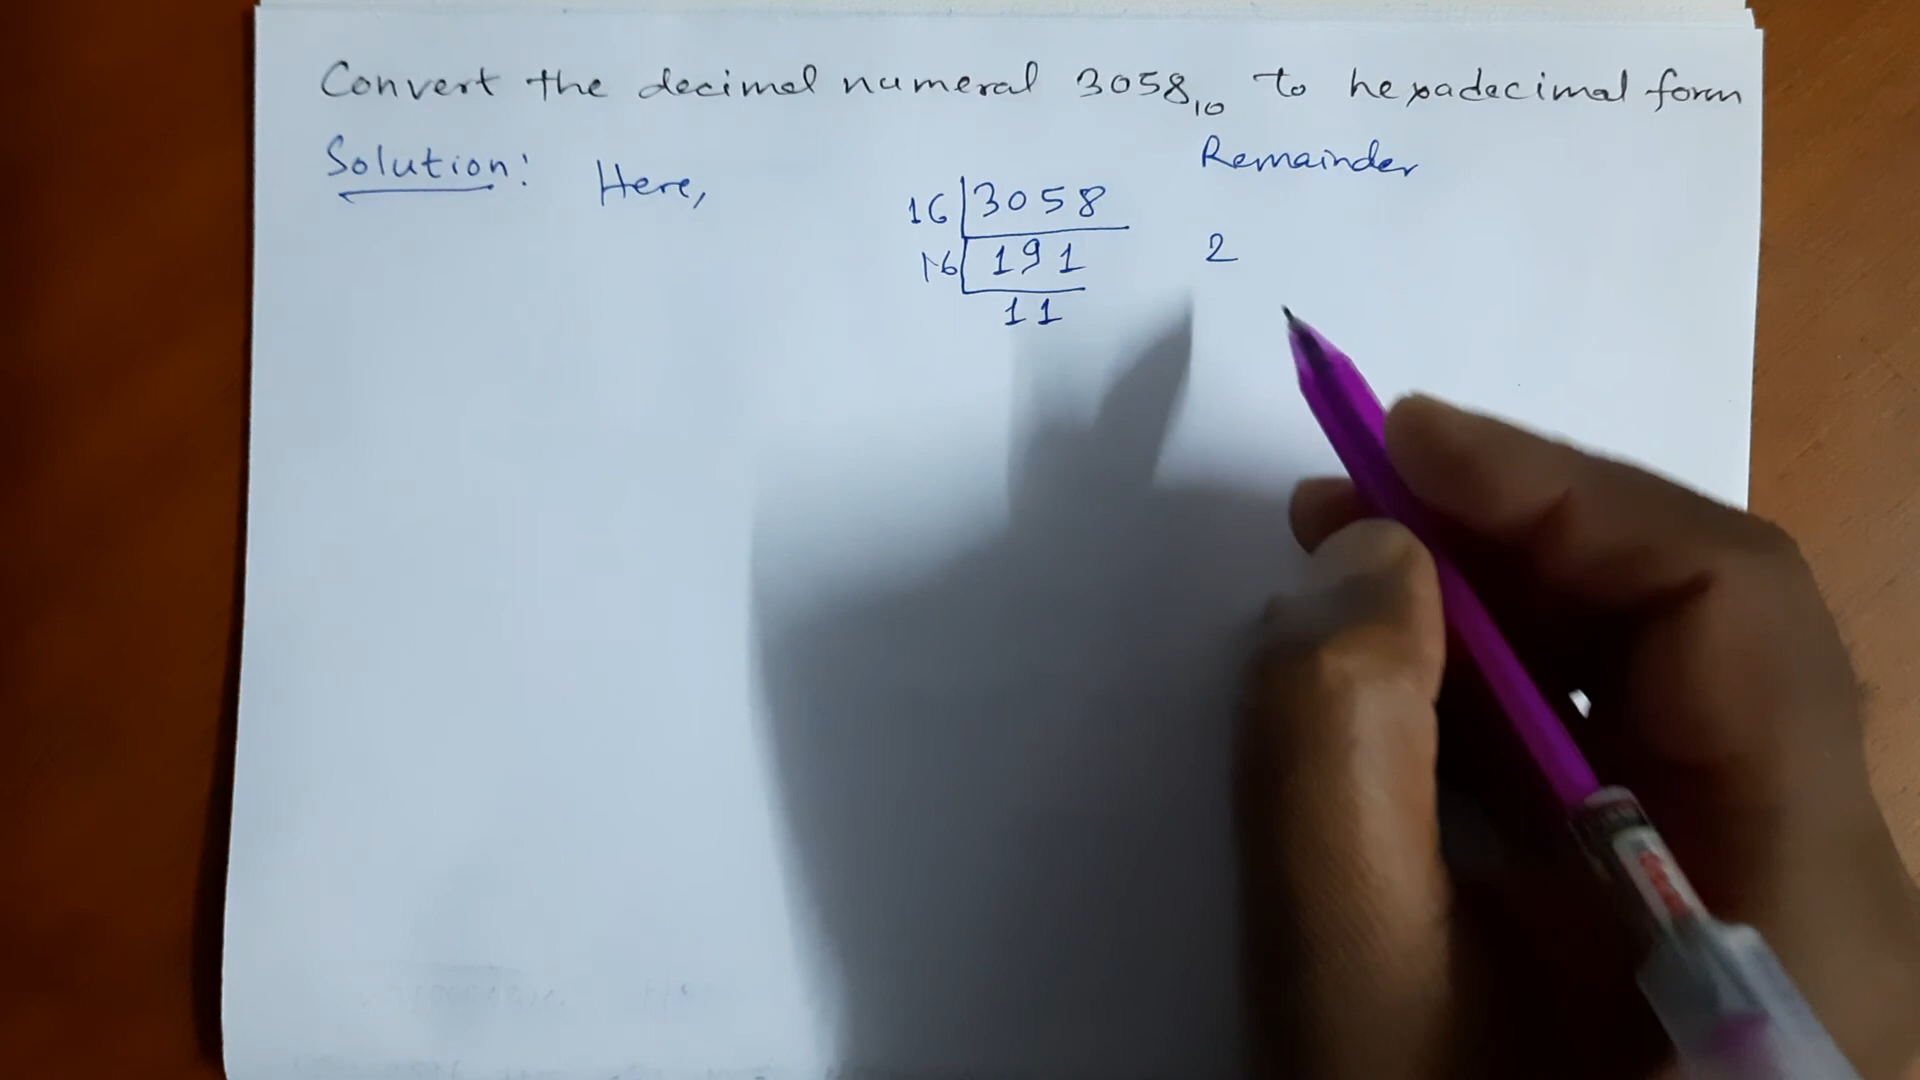 Convert the decimal numeral 3058₁₀ to hexadecimal form
Solution: Here,
Remainder
16 3058
16 191 2
11